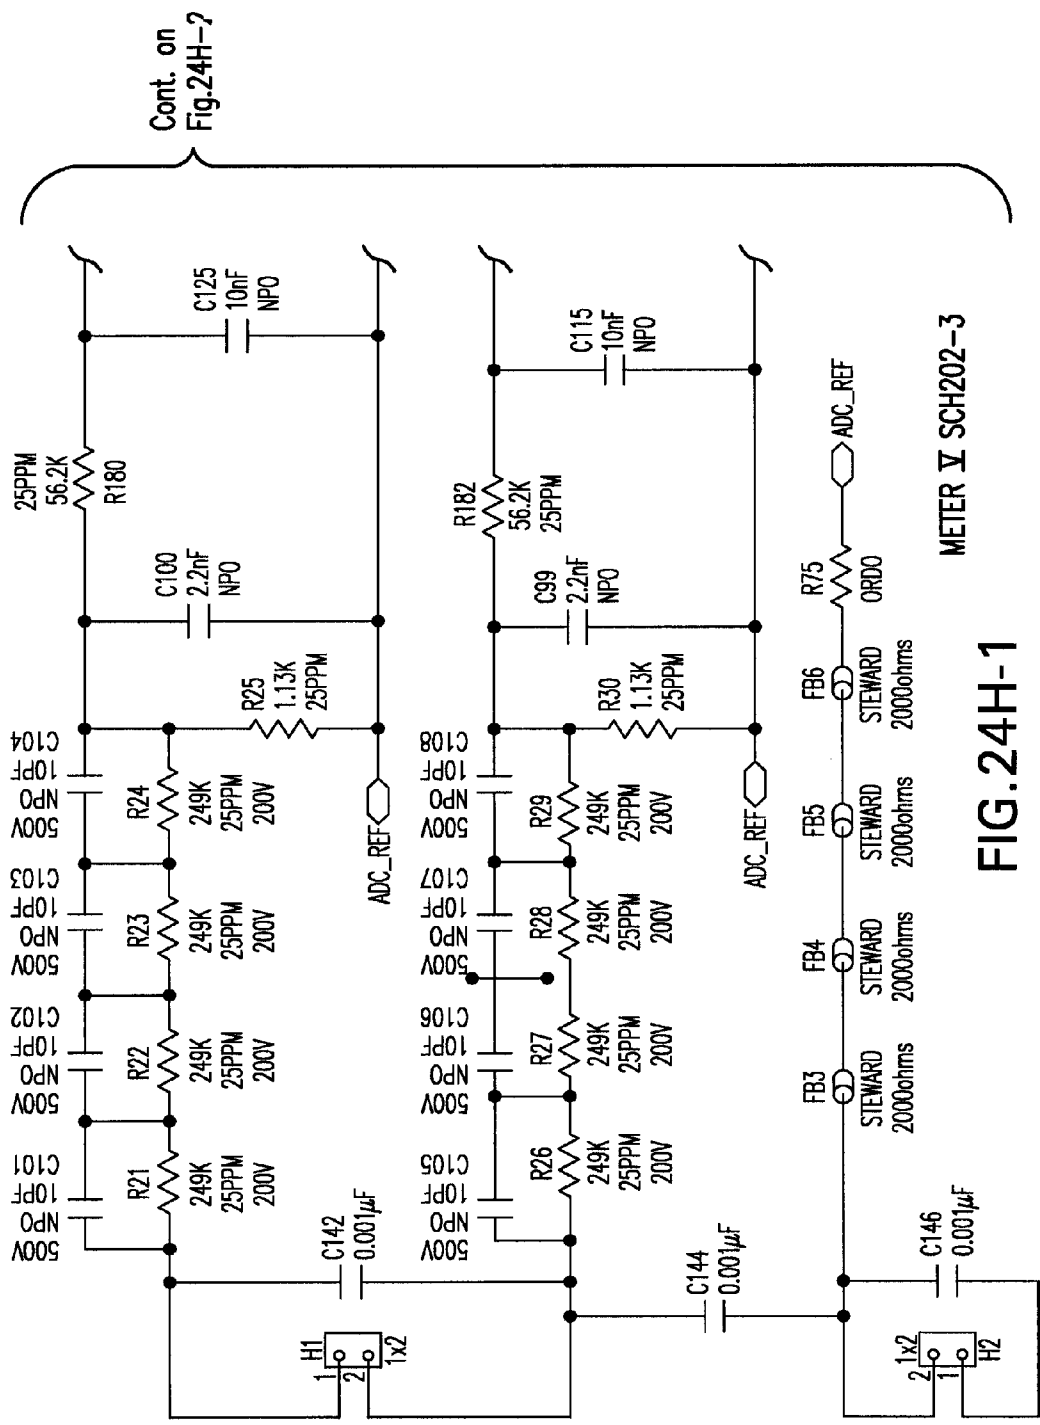 Cont. on
Fig.24H-2
C104
10PF
NPO
500V
C103
10PF
NPO
500V
C102
10PF
NPO
500V
C101
10PF
NPO
500V
R21
249K
25PPM
200V
R22
249K
25PPM
200V
R23
249K
25PPM
200V
R24
249K
25PPM
200V
R25
1.13K
25PPM
C100
2.2nF
NPO
25PPM
56.2K
R180
C125
10nF
NPO
ADC_REF
C142
0.001µF
H1
1
2
1x2
C105
10PF
NPO
500V
C106
10PF
NPO
500V
C107
10PF
NPO
500V
C108
10PF
NPO
500V
R26
249K
25PPM
200V
R27
249K
25PPM
200V
R28
249K
25PPM
200V
R29
249K
25PPM
200V
R30
1.13K
25PPM
C99
2.2nF
NPO
R182
56.2K
25PPM
C115
10nF
NPO
ADC_REF
C144
0.001µF
1x2
2
1
H2
C146
0.001µF
FB3
STEWARD
2000ohms
FB4
STEWARD
2000ohms
FB5
STEWARD
2000ohms
FB6
STEWARD
2000ohms
R75
ORDO
ADC_REF
METER V SCH202-3
FIG.24H-1